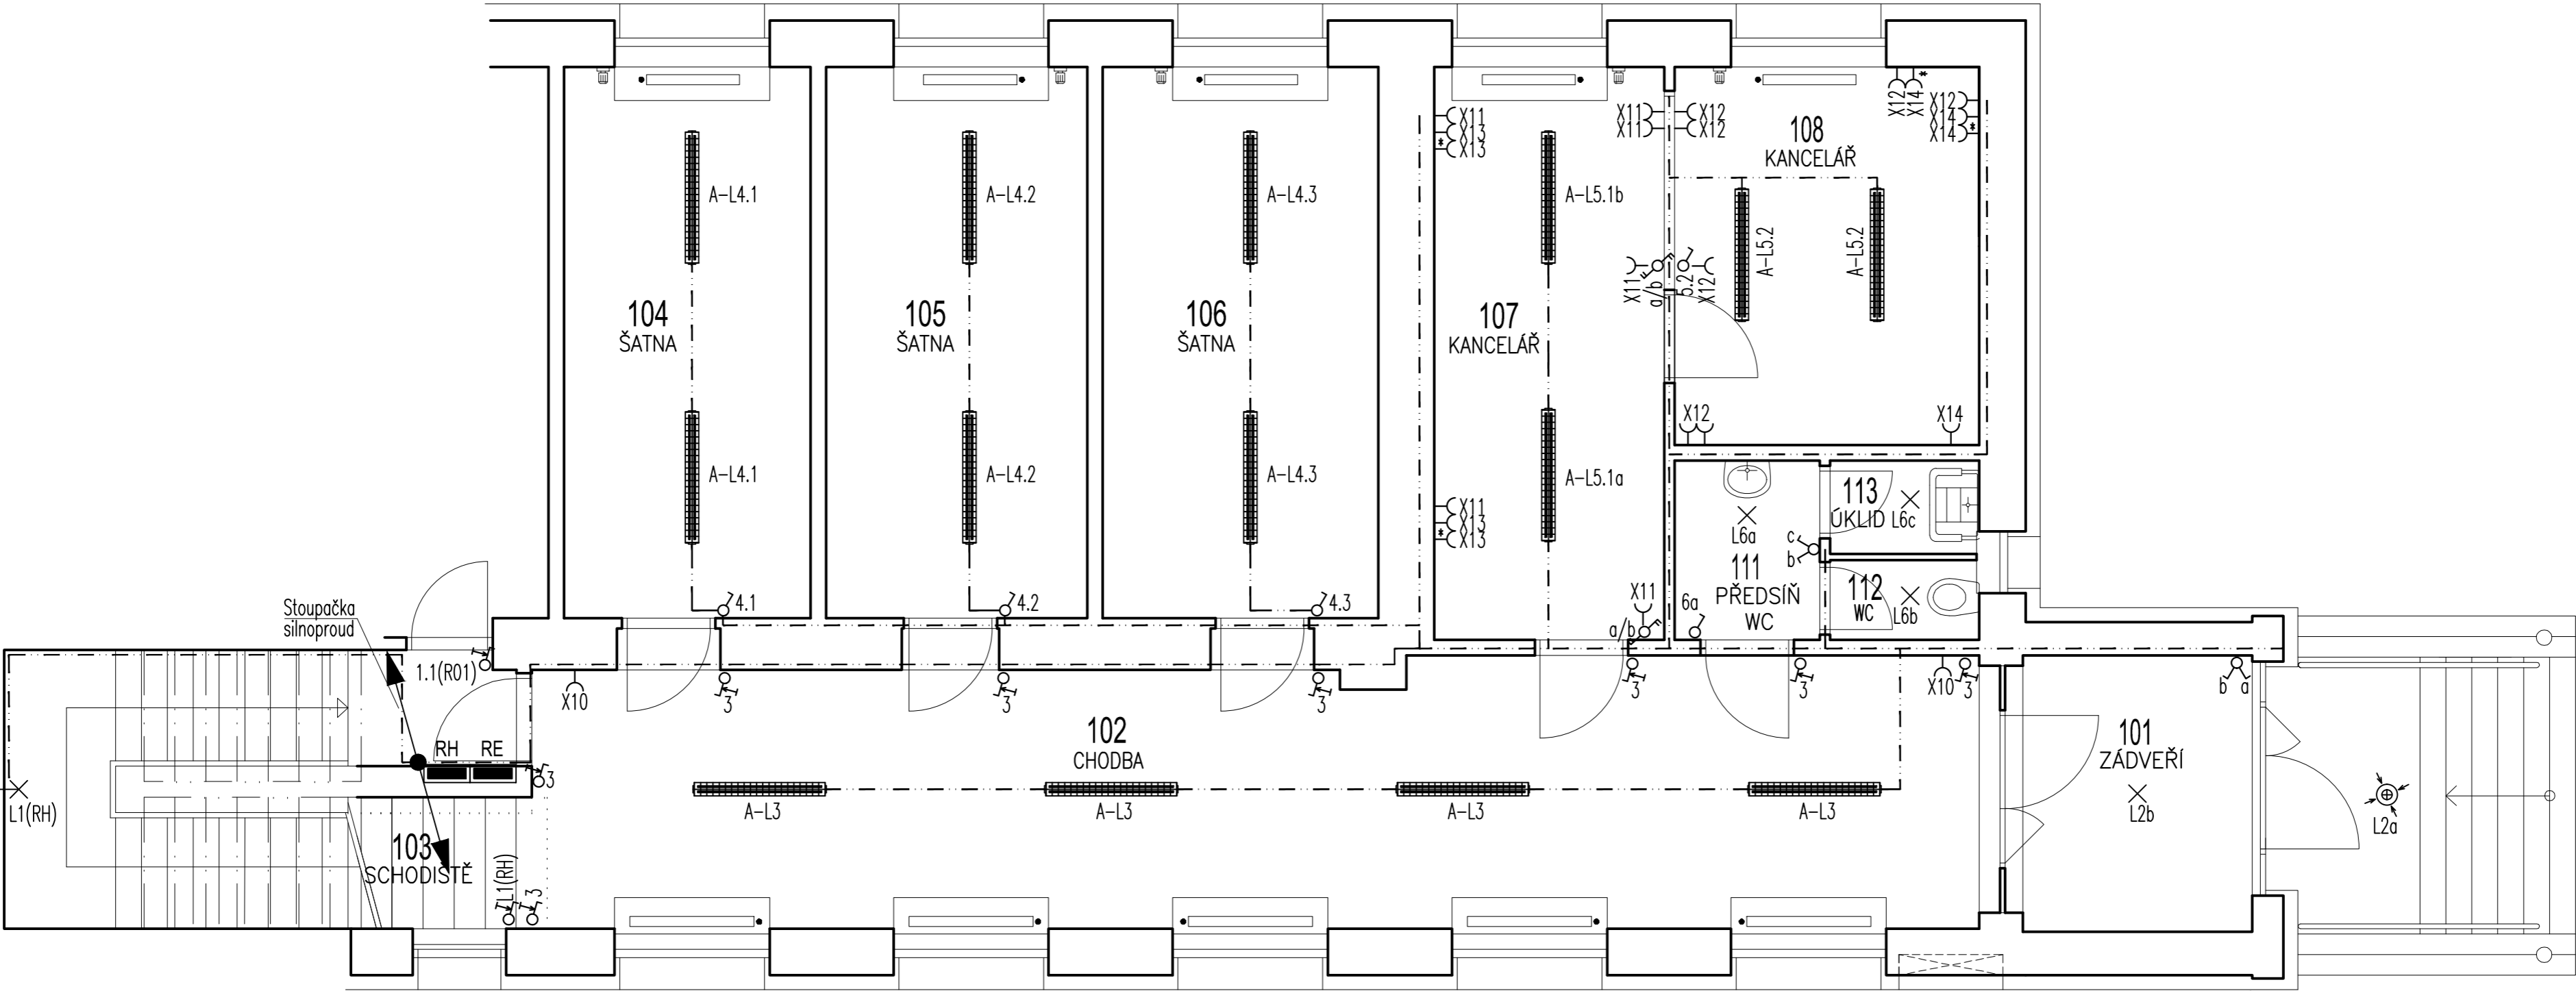 X11
X13
* X13
X11
X11
X12
X12
X12
X14
*
X12
X14
* X14
108
KANCELÁŘ
A-L4.1
A-L4.2
A-L4.3
A-L5.1b
A-L5.2
A-L5.2
X11
a/b
5.2
X12
104
ŠATNA
105
ŠATNA
106
ŠATNA
107
KANCELÁŘ
X12
X14
A-L4.1
A-L4.2
A-L4.3
A-L5.1a
X11
X13
* X13
113
ÚKLID
L6c
L6a
c
b
111
PŘEDSÍŇ
WC
112
WC
L6b
Stoupačka
silnoproud
4.1
4.2
4.3
X11
a/b
6a
1.1(R01)
X10
3
3
3
3
3
X10
3
b a
102
CHODBA
101
ZÁDVEŘÍ
RH
RE
3
L1(RH)
A-L3
A-L3
A-L3
A-L3
L2b
L2a
103
SCHODISTĚ
L1(RH)
3